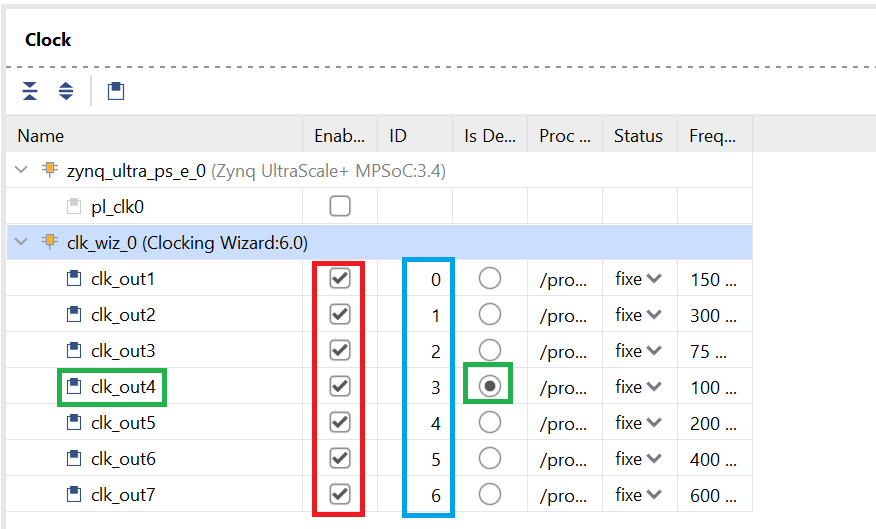 Clock
Name Enab... ID Is De... Proc ... Status Freq...
zynq_ultra_ps_e_0 (Zynq UltraScale+ MPSoC:3.4)
pl_clk0
clk_wiz_0 (Clocking Wizard:6.0)
clk_out1 0 /pro... fixe 150 ...
clk_out2 1 /pro... fixe 300 ...
clk_out3 2 /pro... fixe 75 ...
clk_out4 3 /pro... fixe 100 ...
clk_out5 4 /pro... fixe 200 ...
clk_out6 5 /pro... fixe 400 ...
clk_out7 6 /pro... fixe 600 ...